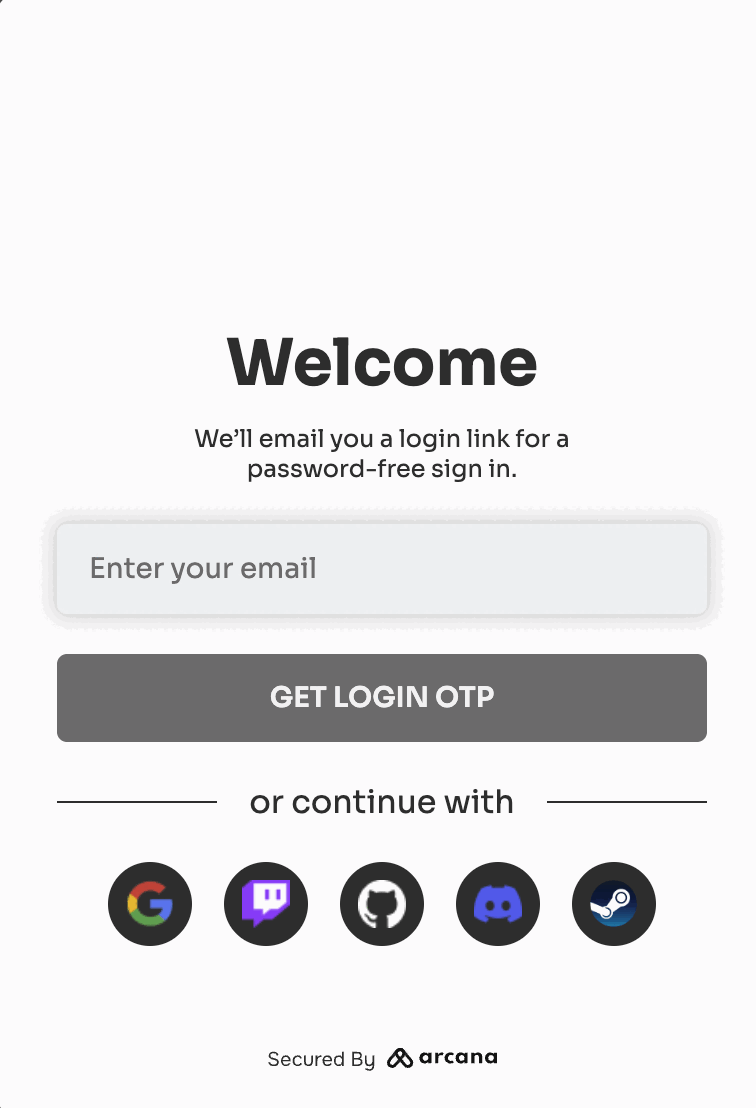 Welcome
We’ll email you a login link for a
password-free sign in.
Enter your email
GET LOGIN OTP
or continue with
Secured By arcana